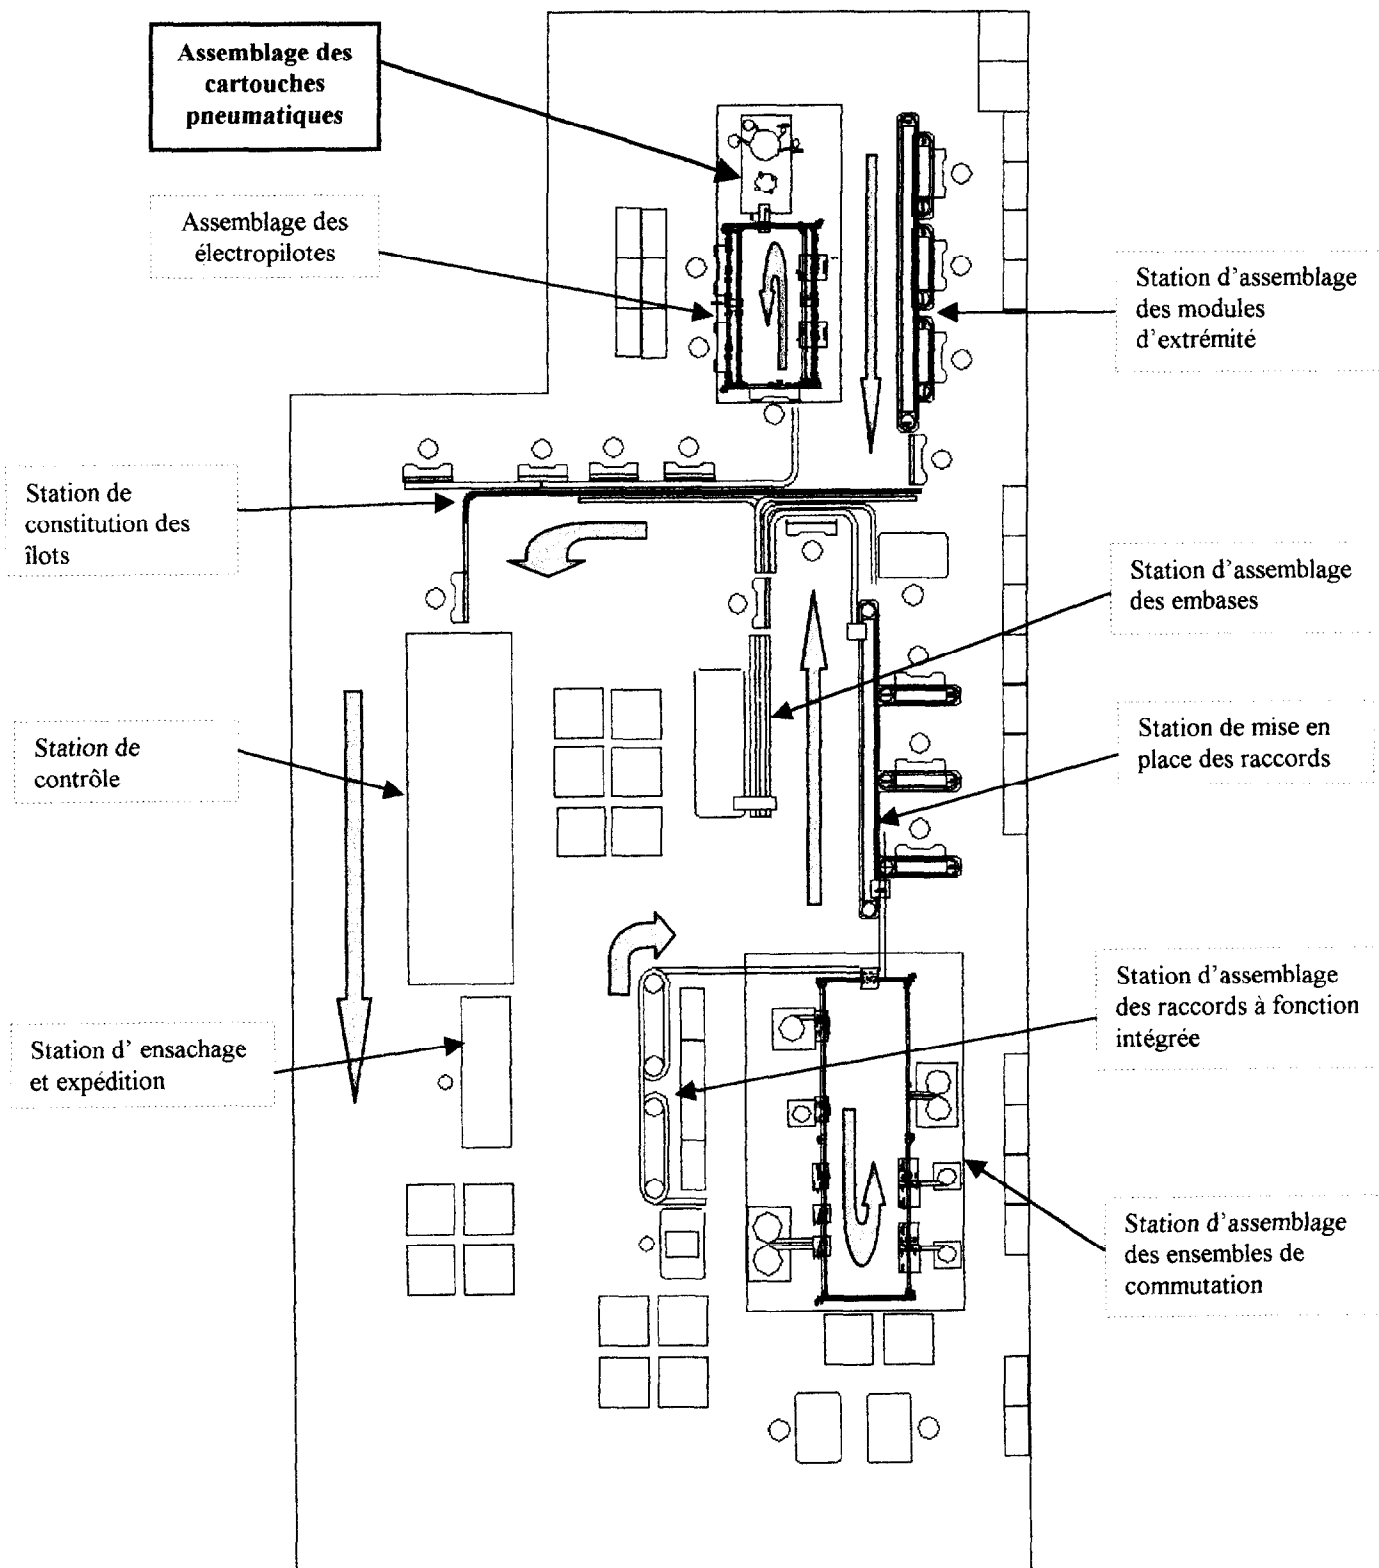 Assemblage des
cartouches
pneumatiques
Assemblage des
électropilotes
Station d'assemblage
des modules
d'extrémité
Station de
constitution des
îlots
Station d'assemblage
des embases
Station de
contrôle
Station de mise en
place des raccords
Station d'assemblage
des raccords à fonction
intégrée
Station d' ensachage
et expédition
Station d'assemblage
des ensembles de
commutation